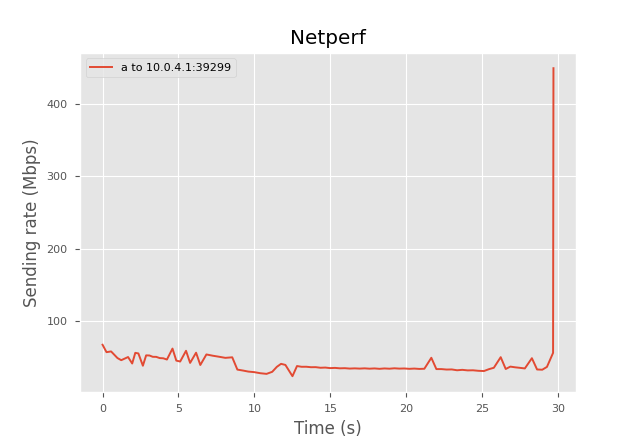 Netperf
a to 10.0.4.1:39299
Sending rate (Mbps)
400
300
200
100
0 5 10 15 20 25 30
Time (s)